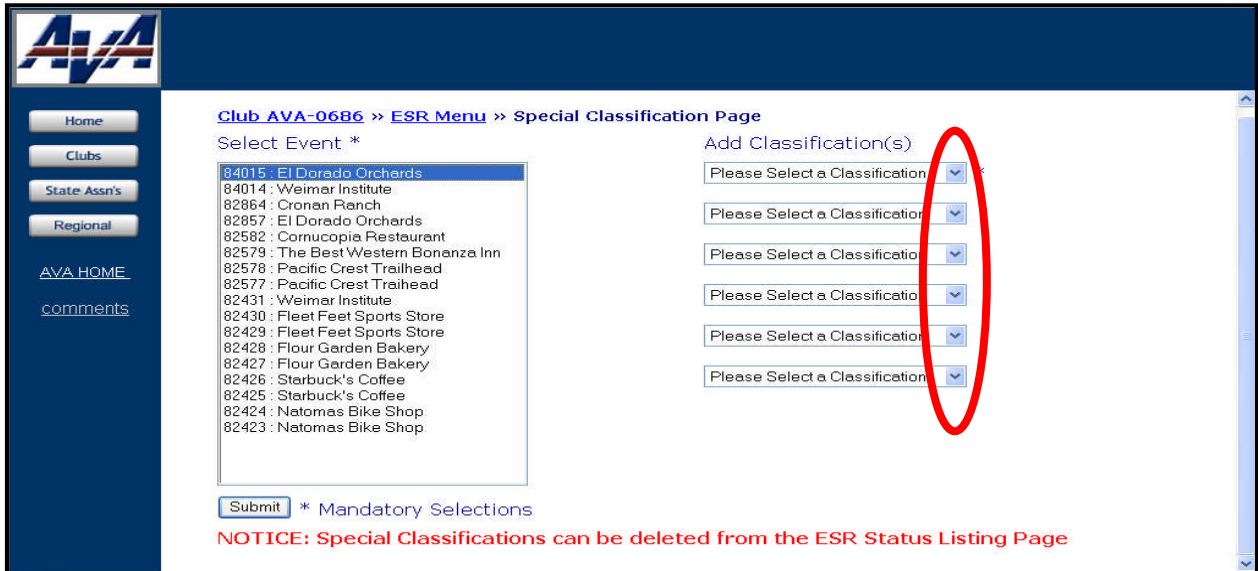 AVA
Home
Clubs
State Assn's
Regional
AVA HOME
comments
Club AVA-0686 » ESR Menu » Special Classification Page
Select Event *
84015 : El Dorado Orchards
84014 : Weimar Institute
82864 : Cronan Ranch
82857 : El Dorado Orchards
82582 : Cornucopia Restaurant
82579 : The Best Western Bonanza Inn
82578 : Pacific Crest Trailhead
82577 : Pacific Crest Traihead
82431 : Weimar Institute
82430 : Fleet Feet Sports Store
82429 : Fleet Feet Sports Store
82428 : Flour Garden Bakery
82427 : Flour Garden Bakery
82426 : Starbuck's Coffee
82425 : Starbuck's Coffee
82424 : Natomas Bike Shop
82423 : Natomas Bike Shop
Add Classification(s)
Please Select a Classification *
Please Select a Classification
Please Select a Classification
Please Select a Classification
Please Select a Classification
Please Select a Classification
Submit * Mandatory Selections
NOTICE: Special Classifications can be deleted from the ESR Status Listing Page